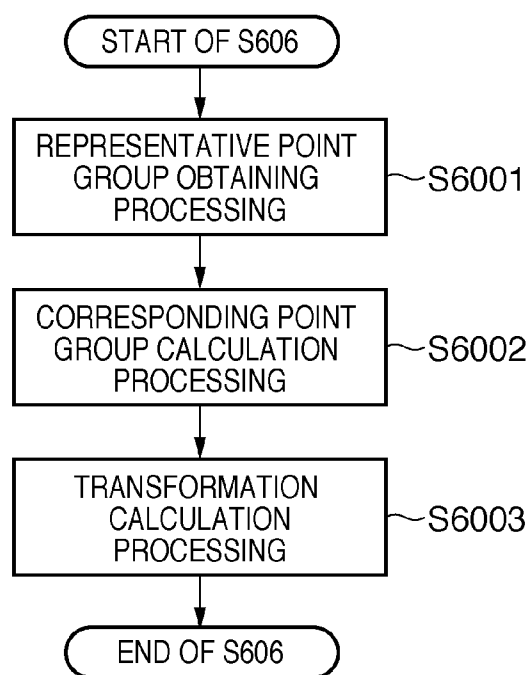 START OF S606
REPRESENTATIVE POINT
GROUP OBTAINING
PROCESSING
S6001
CORRESPONDING POINT
GROUP CALCULATION
PROCESSING
S6002
TRANSFORMATION
CALCULATION
PROCESSING
S6003
END OF S606